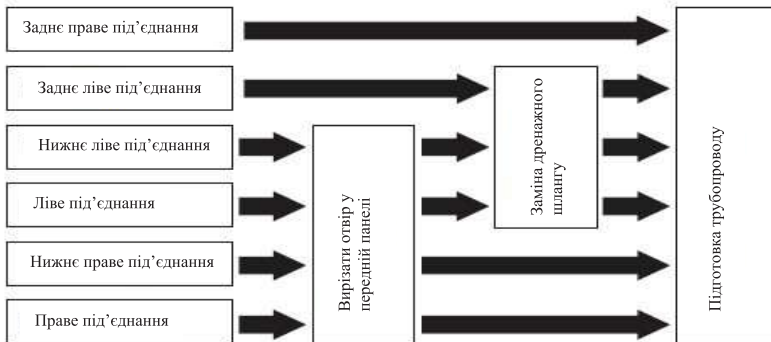 Заднє праве під’єднання
Заднє ліве під’єднання
Нижнє ліве під’єднання
Ліве під’єднання
Нижнє праве під’єднання
Праве під’єднання
Вирізати отвір у
передній панелі
Заміна дренажного
шлангу
Підготовка трубопроводу